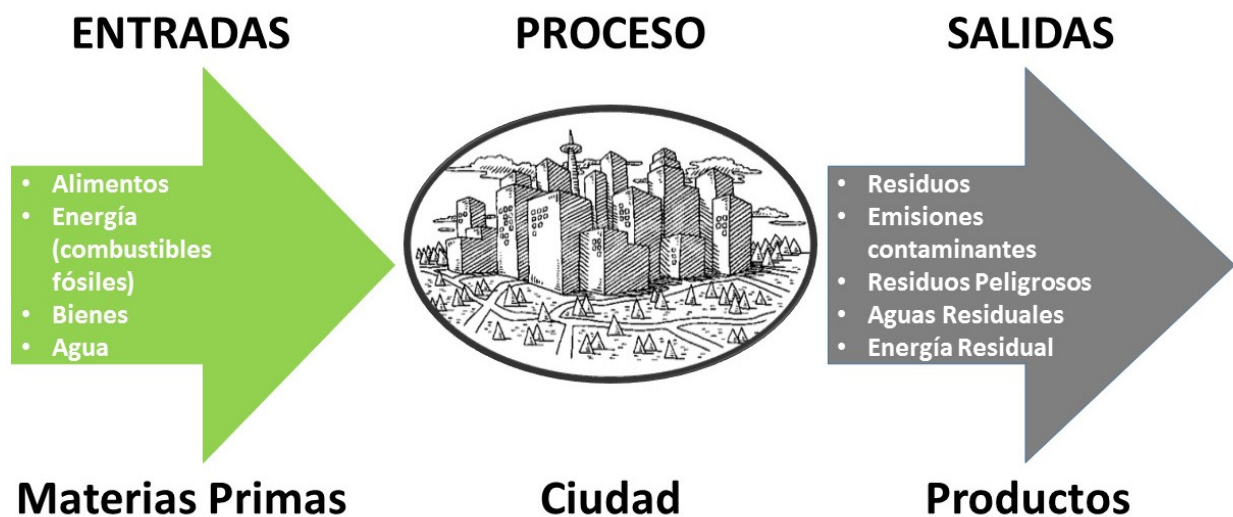 ENTRADAS
PROCESO
SALIDAS
• Alimentos
• Energía
(combustibles
fósiles)
• Bienes
• Agua
• Residuos
• Emisiones
contaminantes
• Residuos Peligrosos
• Aguas Residuales
• Energía Residual
Materias Primas
Ciudad
Productos